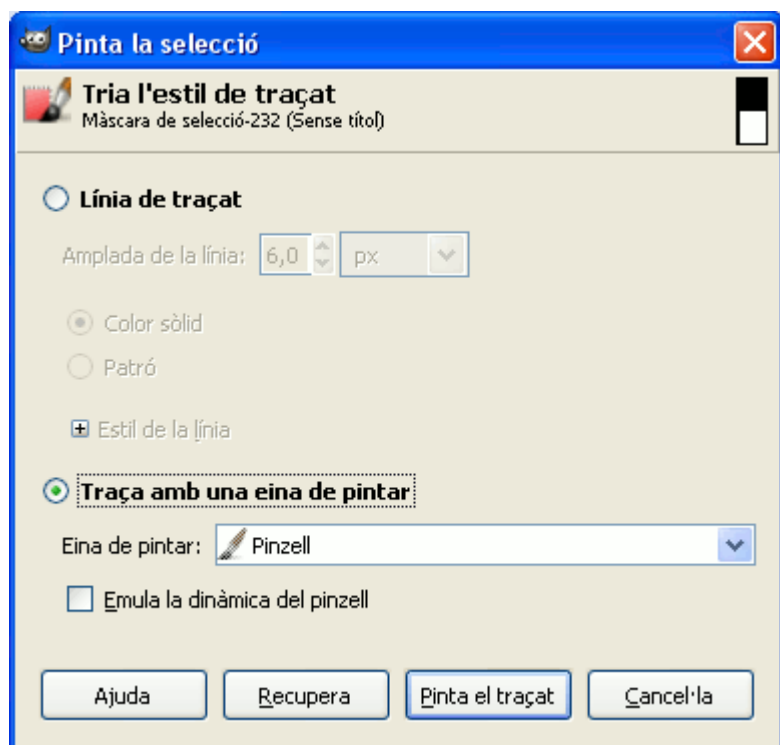 Pinta la selecció
Tria l'estil de traçat
Màscara de selecció-232 (Sense títol)
Línia de traçat
Amplada de la línia: 6,0 px
Color sòlid
Patró
Estil de la línia
Traça amb una eina de pintar
Eina de pintar: Pinzell
Emula la dinàmica del pinzell
Ajuda Recupera Pinta el traçat Cancel·la